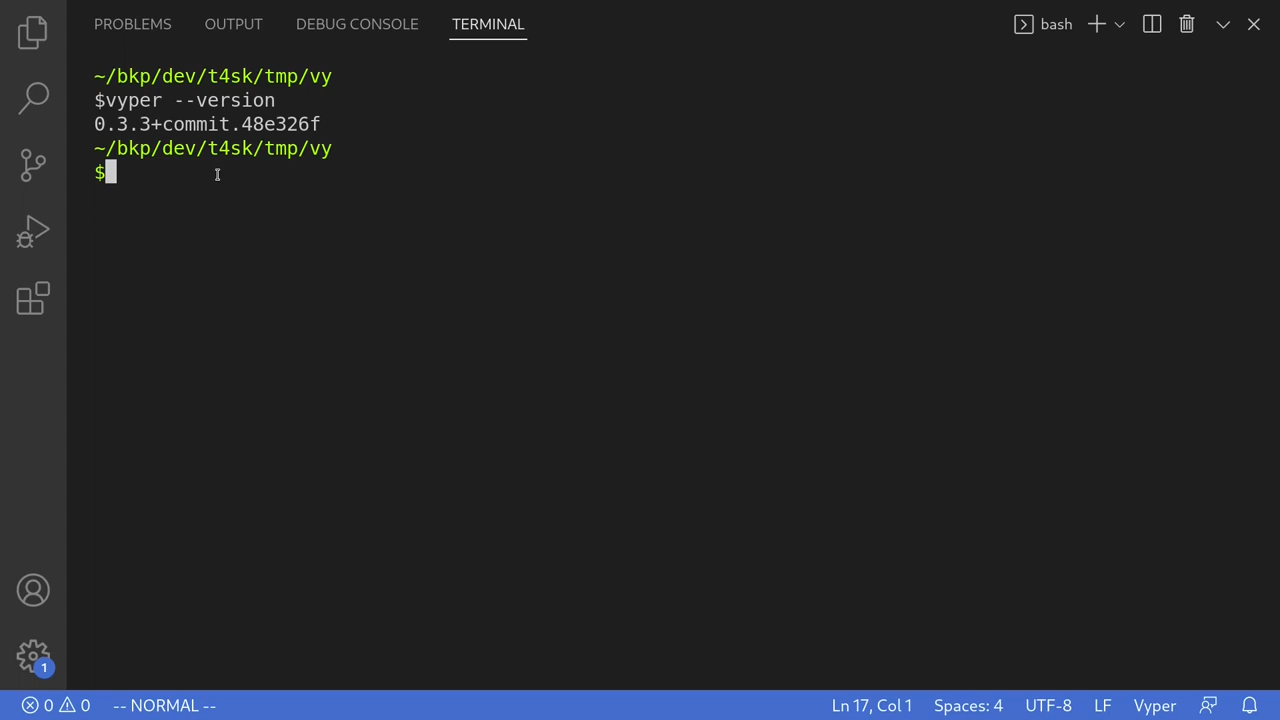 PROBLEMS OUTPUT DEBUG CONSOLE TERMINAL bash
~/bkp/dev/t4sk/tmp/vy
$vyper --version
0.3.3+commit.48e326f
~/bkp/dev/t4sk/tmp/vy
$
1
0 0 -- NORMAL -- Ln 17, Col 1 Spaces: 4 UTF-8 LF Vyper